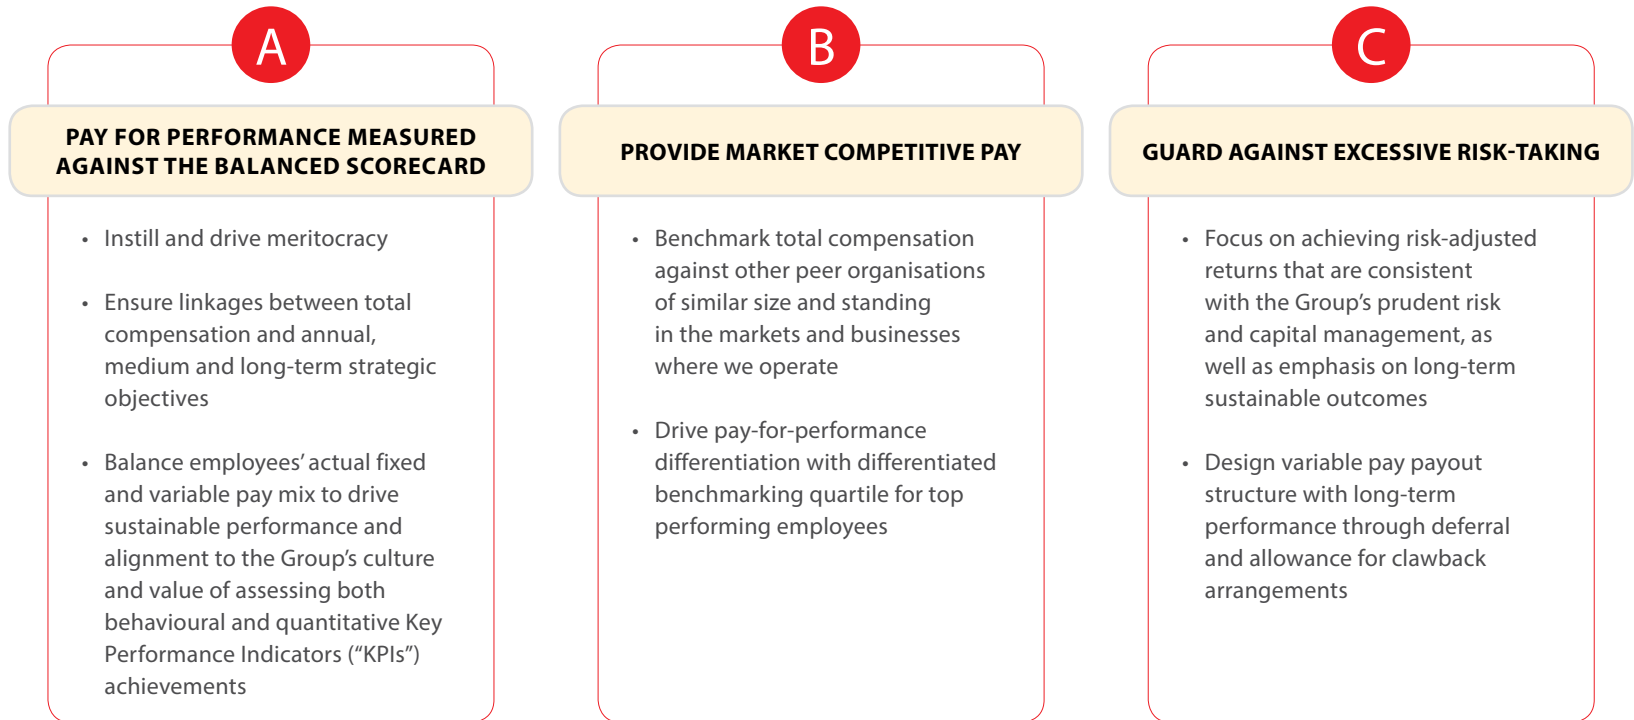 A
PAY FOR PERFORMANCE MEASURED
AGAINST THE BALANCED SCORECARD
• Instill and drive meritocracy
• Ensure linkages between total
compensation and annual,
medium and long-term strategic
objectives
• Balance employees’ actual fixed
and variable pay mix to drive
sustainable performance and
alignment to the Group’s culture
and value of assessing both
behavioural and quantitative Key
Performance Indicators (“KPIs”)
achievements
B
PROVIDE MARKET COMPETITIVE PAY
• Benchmark total compensation
against other peer organisations
of similar size and standing
in the markets and businesses
where we operate
• Drive pay-for-performance
differentiation with differentiated
benchmarking quartile for top
performing employees
C
GUARD AGAINST EXCESSIVE RISK-TAKING
• Focus on achieving risk-adjusted
returns that are consistent
with the Group’s prudent risk
and capital management, as
well as emphasis on long-term
sustainable outcomes
• Design variable pay payout
structure with long-term
performance through deferral
and allowance for clawback
arrangements